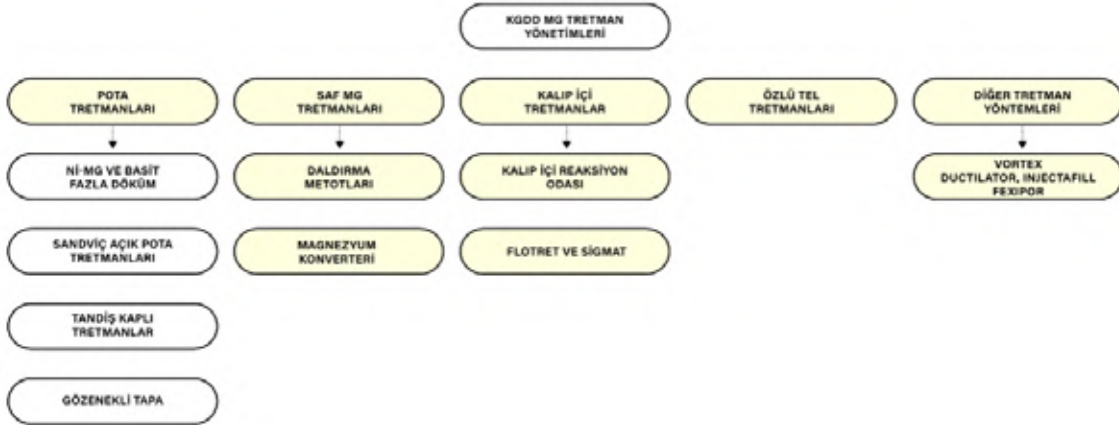 KGDD MG TRETMAN
YÖNETİMLERİ
POTA
TRETMANLARI
SAF MG
TRETMANLARI
KALIP İÇİ
TRETMANLAR
ÖZLÜ TEL
TRETMANLARI
DİĞER TRETMAN
YÖNTEMLERİ
Nİ-MG VE BASİT
FAZLA DÖKÜM
DALDIRMA
METOTLARI
KALIP İÇİ REAKSİYON
ODASI
VORTEX
DUCTILATOR, INJECTAFILL
FEXIPOR
SANDVİÇ AÇIK POTA
TRETMANLARI
MAGNEZYUM
KONVERTERİ
FLOTRET VE SİGMAT
TANDİŞ KAPLI
TRETMANLAR
GÖZENEKLİ TAPA